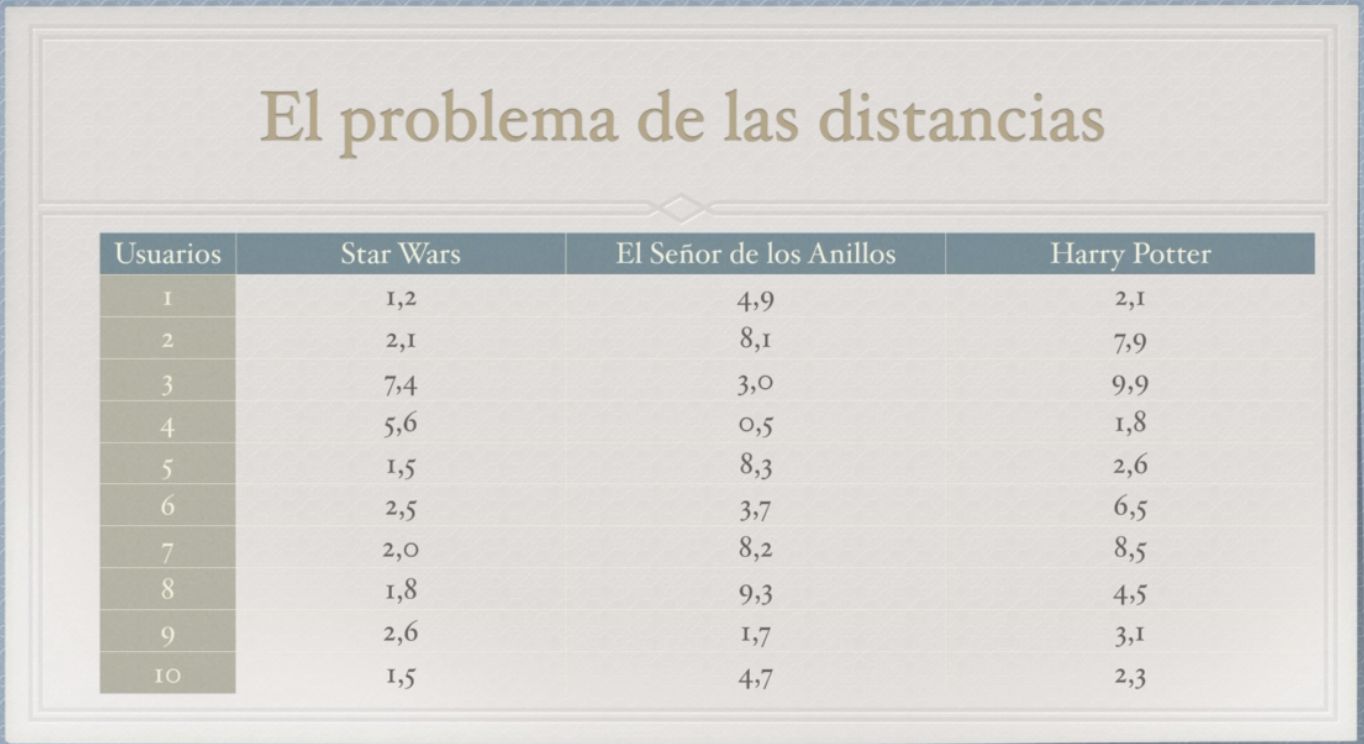 El problema de las distancias
Usuarios Star Wars El Señor de los Anillos Harry Potter
1 1,2 4,9 2,1
2 2,1 8,1 7,9
3 7,4 3,0 9,9
4 5,6 0,5 1,8
5 1,5 8,3 2,6
6 2,5 3,7 6,5
7 2,0 8,2 8,5
8 1,8 9,3 4,5
9 2,6 1,7 3,1
10 1,5 4,7 2,3